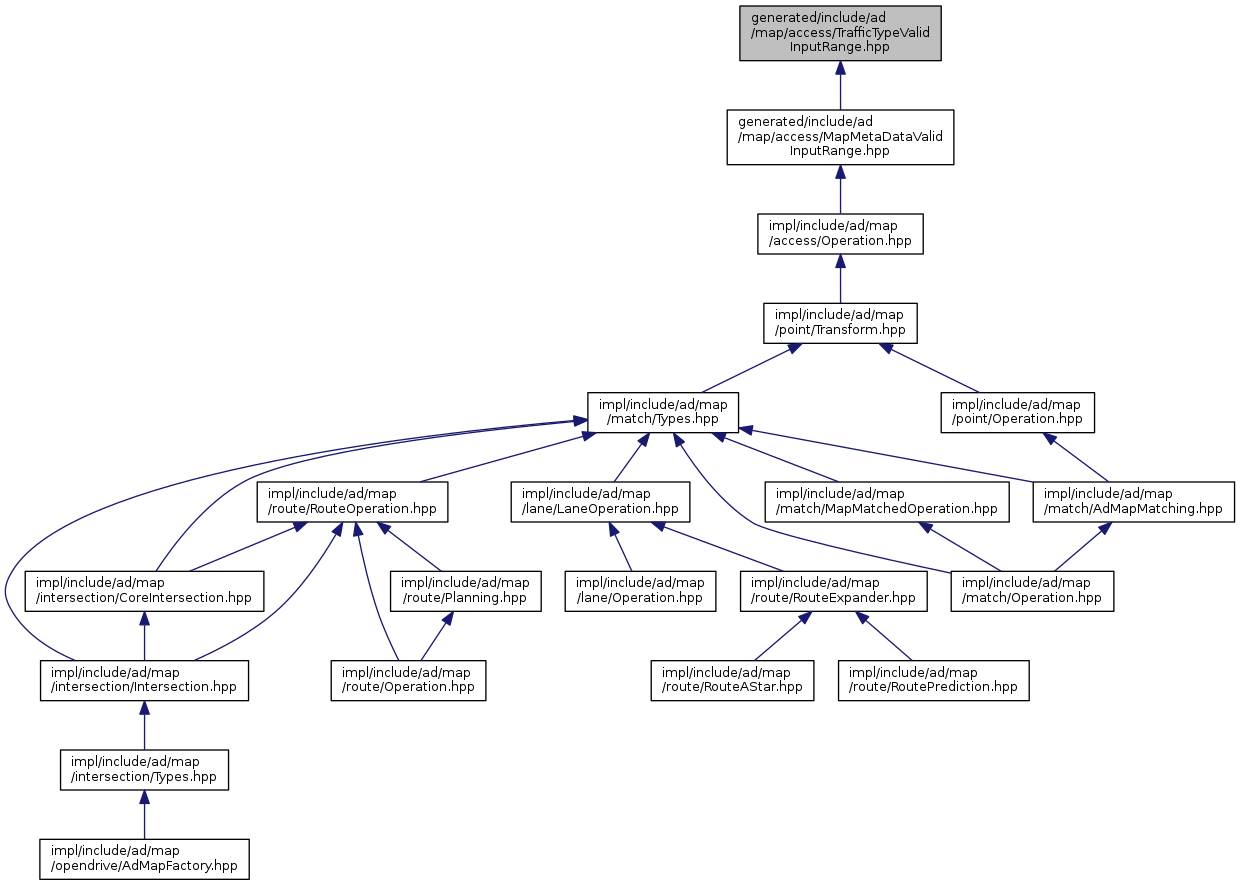 generated/include/ad
/map/access/TrafficTypeValid
InputRange.hpp
generated/include/ad
/map/access/MapMetaDataValid
InputRange.hpp
impl/include/ad/map
/access/Operation.hpp
impl/include/ad/map
/point/Transform.hpp
impl/include/ad/map
/match/Types.hpp
impl/include/ad/map
/point/Operation.hpp
impl/include/ad/map
/route/RouteOperation.hpp
impl/include/ad/map
/lane/LaneOperation.hpp
impl/include/ad/map
/match/MapMatchedOperation.hpp
impl/include/ad/map
/match/AdMapMatching.hpp
impl/include/ad/map
/intersection/CoreIntersection.hpp
impl/include/ad/map
/route/Planning.hpp
impl/include/ad/map
/lane/Operation.hpp
impl/include/ad/map
/route/RouteExpander.hpp
impl/include/ad/map
/match/Operation.hpp
impl/include/ad/map
/intersection/Intersection.hpp
impl/include/ad/map
/route/Operation.hpp
impl/include/ad/map
/route/RouteAStar.hpp
impl/include/ad/map
/route/RoutePrediction.hpp
impl/include/ad/map
/intersection/Types.hpp
impl/include/ad/map
/opendrive/AdMapFactory.hpp